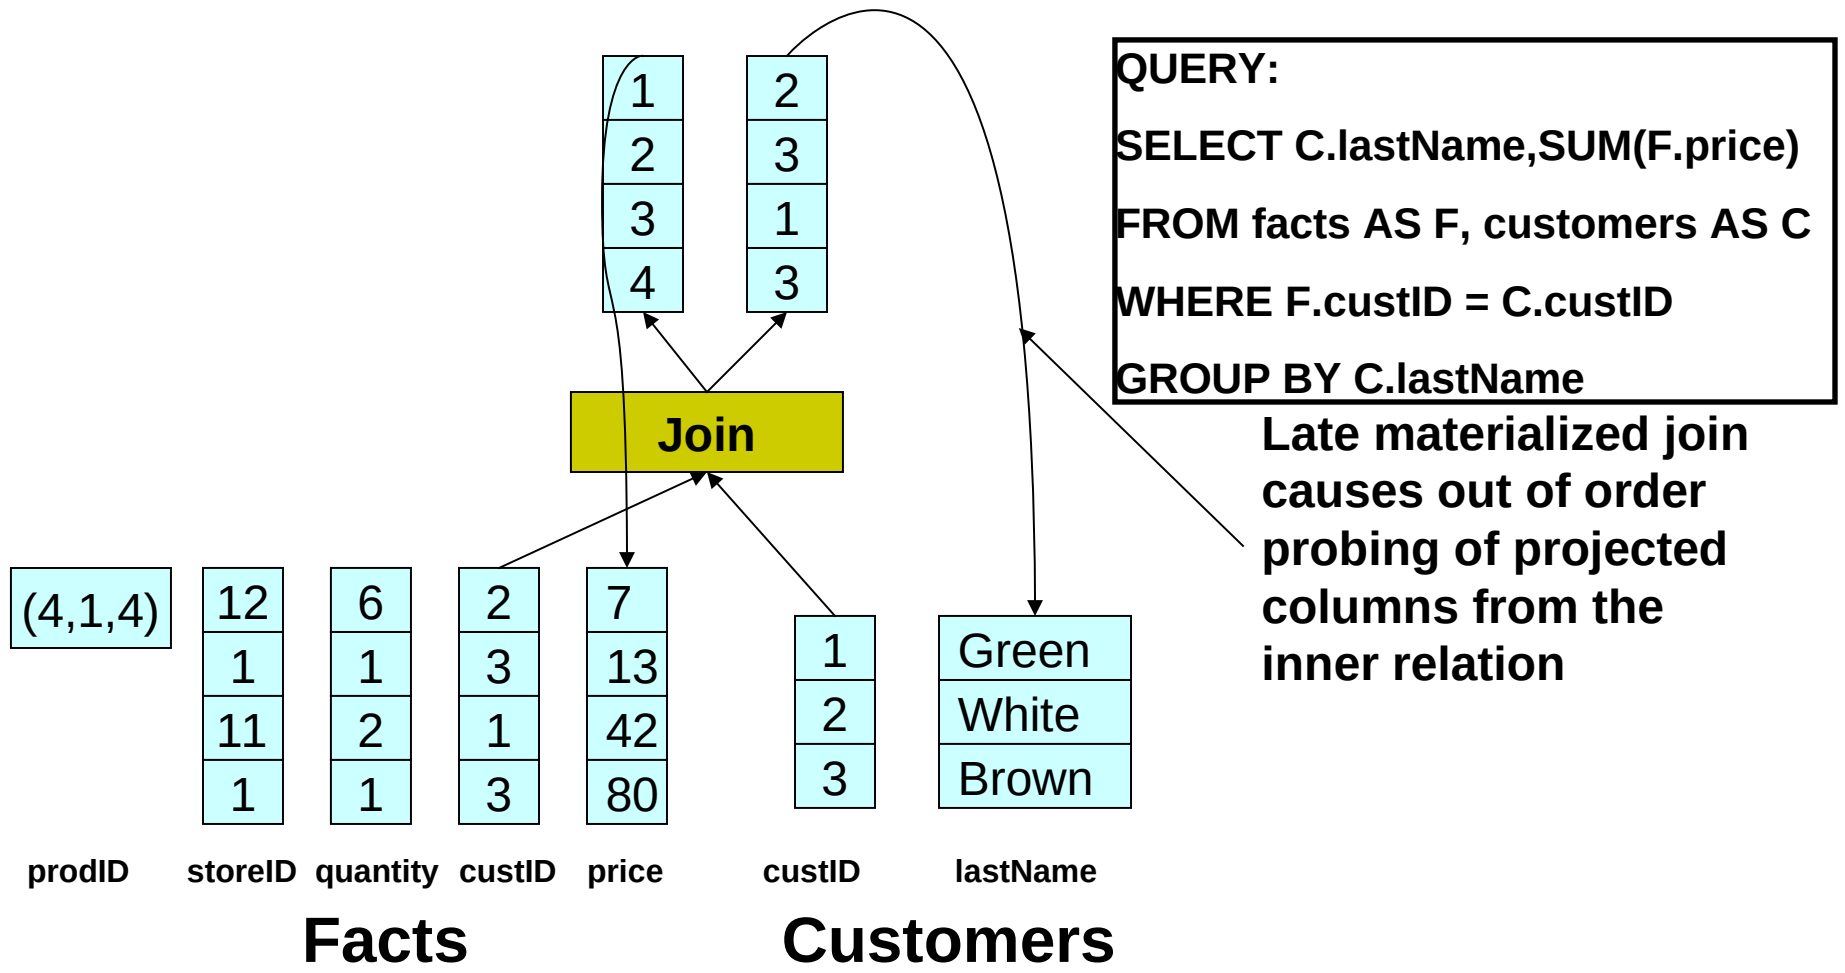 1 2
2 3
3 1
4 3
QUERY:
SELECT C.lastName,SUM(F.price)
FROM facts AS F, customers AS C
WHERE F.custID = C.custID
GROUP BY C.lastName
Join
Late materialized join
causes out of order
probing of projected
columns from the
inner relation
(4,1,4) 12 6 2 7
1 1 3 13
11 2 1 42
1 1 3 80
1 Green
2 White
3 Brown
prodID storeID quantity custID price custID lastName
Facts Customers